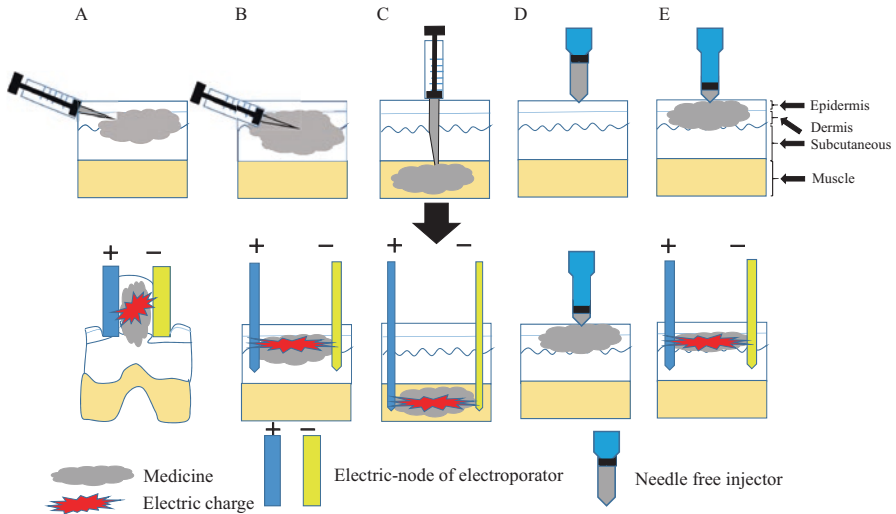 A B C D E
Epidermis
Dermis
Subcutaneous
Muscle
+ − + − + − + −
+ −
Medicine
Electric charge
Electric-node of electroporator
Needle free injector